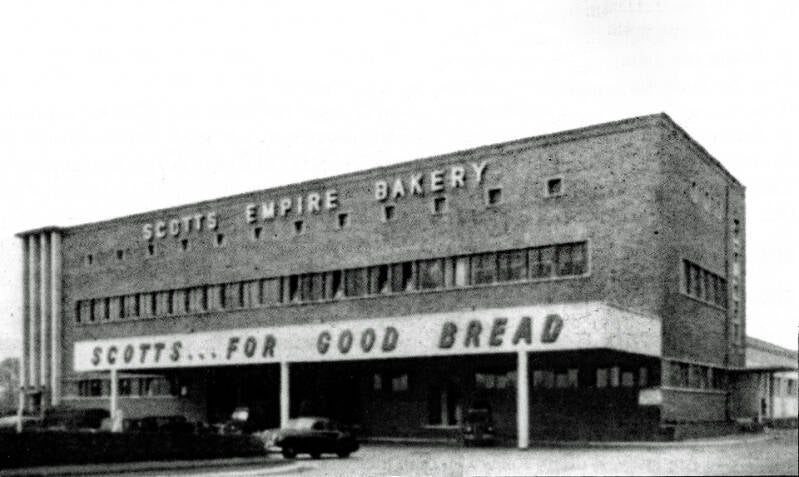 SCOTTS EMPIRE BAKERY
SCOTTS...FOR GOOD BREAD